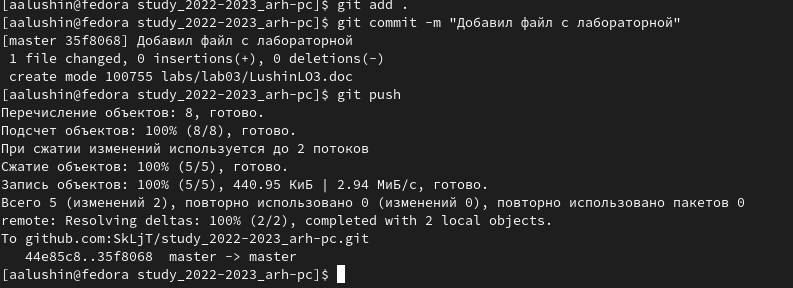 [aalushin@fedora study_2022-2023_arh-pc]$ git add .
[aalushin@fedora study_2022-2023_arh-pc]$ git commit -m "Добавил файл с лабораторной"
[master 35f8068] Добавил файл с лабораторной
1 file changed, 0 insertions(+), 0 deletions(-)
create mode 100755 labs/lab03/LushinLO3.doc
[aalushin@fedora study_2022-2023_arh-pc]$ git push
Перечисление объектов: 8, готово.
Подсчет объектов: 100% (8/8), готово.
При сжатии изменений используется до 2 потоков
Сжатие объектов: 100% (5/5), готово.
Запись объектов: 100% (5/5), 440.95 КиБ | 2.94 МиБ/с, готово.
Всего 5 (изменений 2), повторно использовано 0 (изменений 0), повторно использовано пакетов 0
remote: Resolving deltas: 100% (2/2), completed with 2 local objects.
To github.com:SkLjT/study_2022-2023_arh-pc.git
44e85c8..35f8068  master -> master
[aalushin@fedora study_2022-2023_arh-pc]$